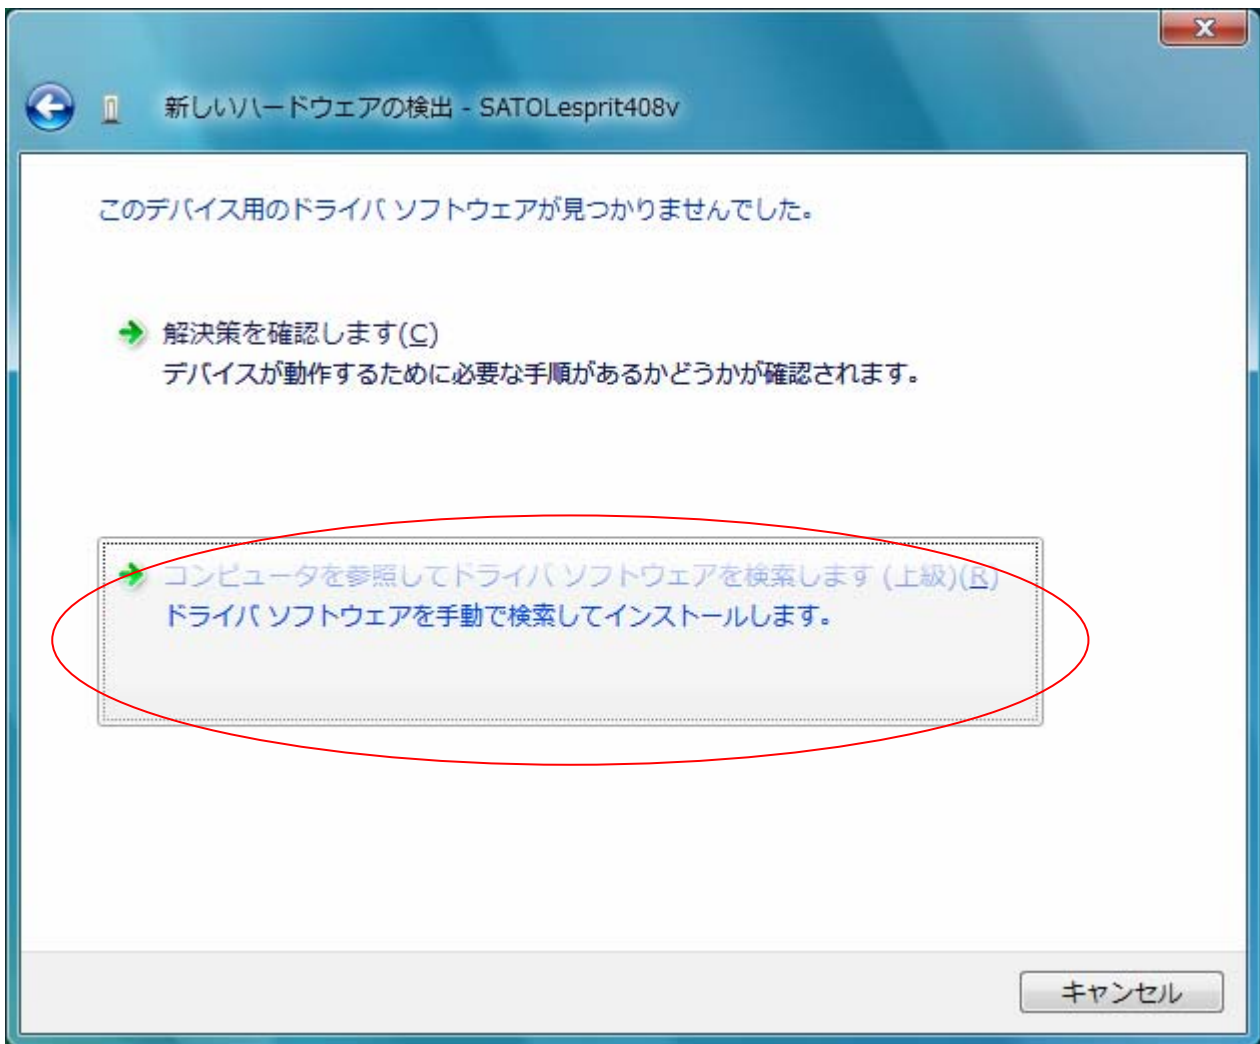 新しいハードウェアの検出 - SATOLesprit408v
このデバイス用のドライバ ソフトウェアが見つかりませんでした。
解決策を確認します(C)
デバイスが動作するために必要な手順があるかどうかが確認されます。
コンピュータを参照してドライバ ソフトウェアを検索します (上級)(R)
ドライバ ソフトウェアを手動で検索してインストールします。
キャンセル